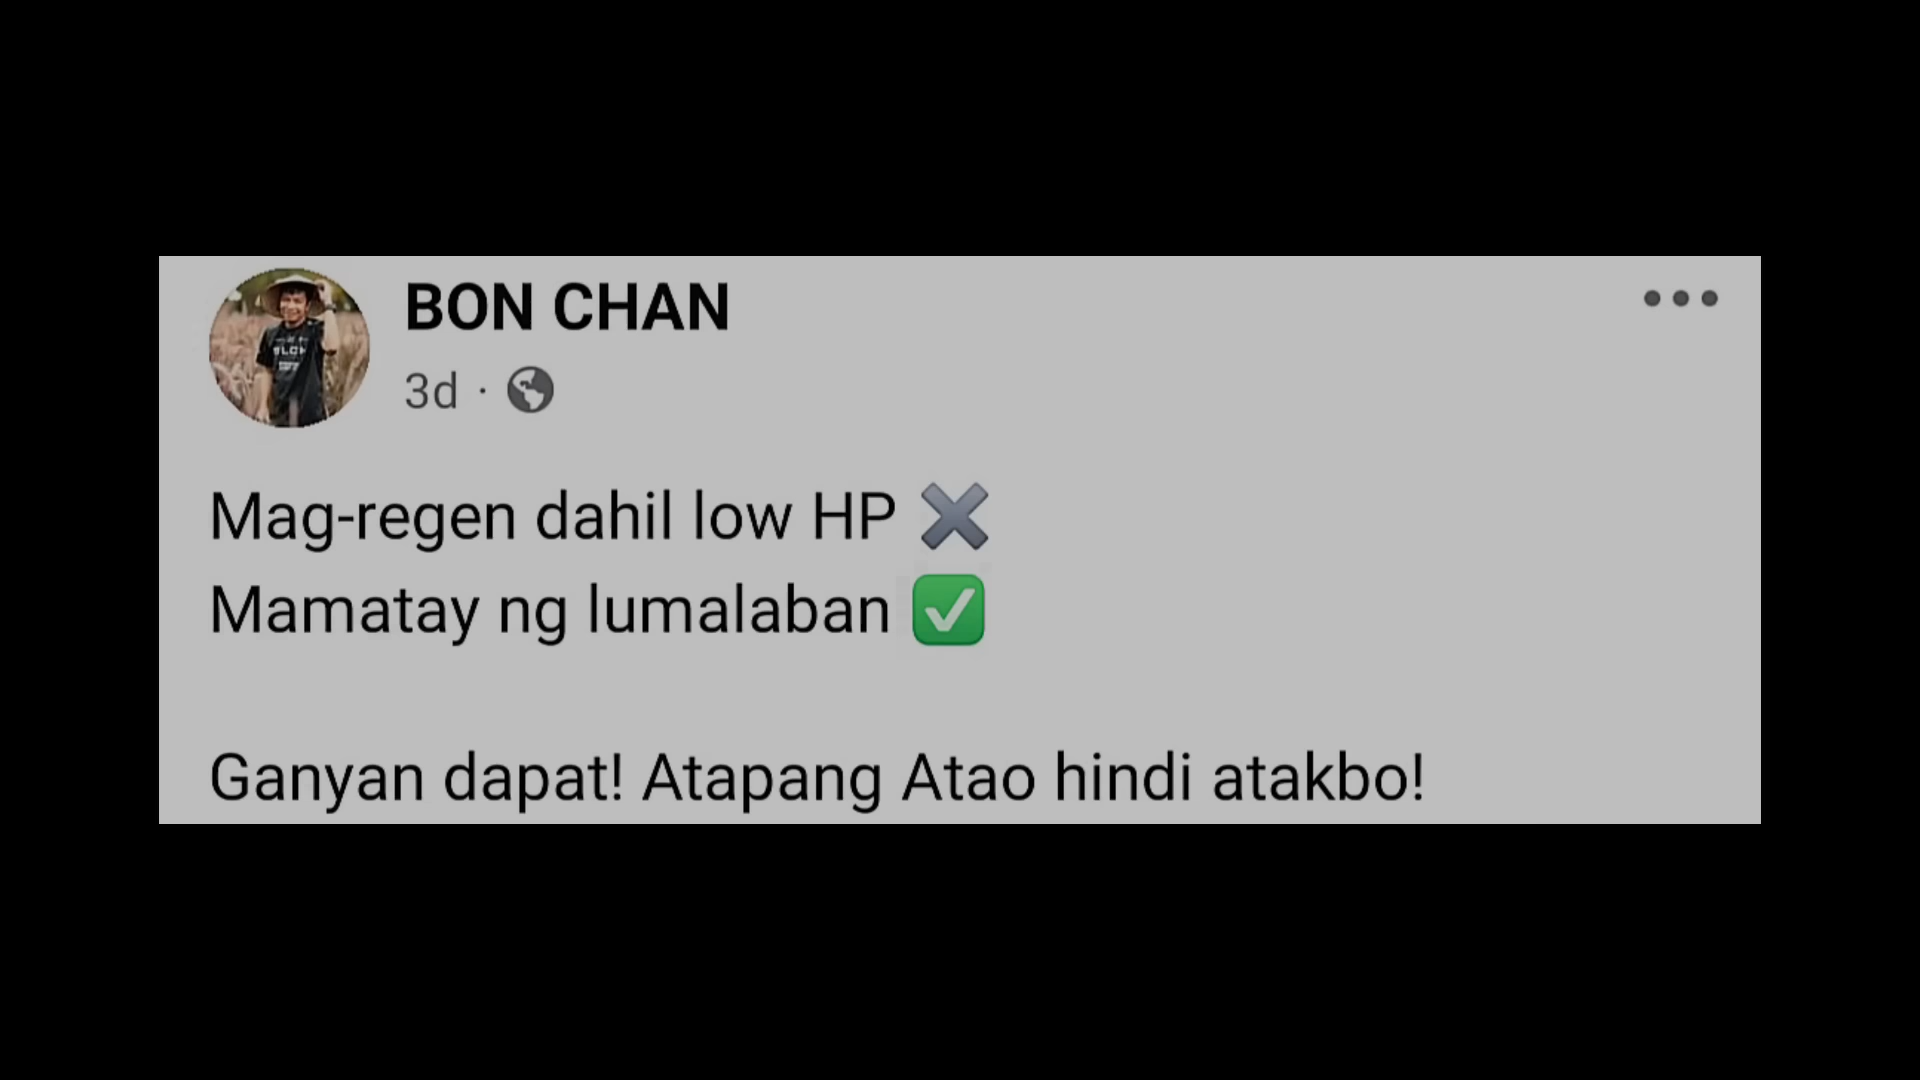 BON CHAN
3d ·
Mag-regen dahil low HP ✖
Mamatay ng lumalaban ✅
Ganyan dapat! Atapang Atao hindi atakbo!